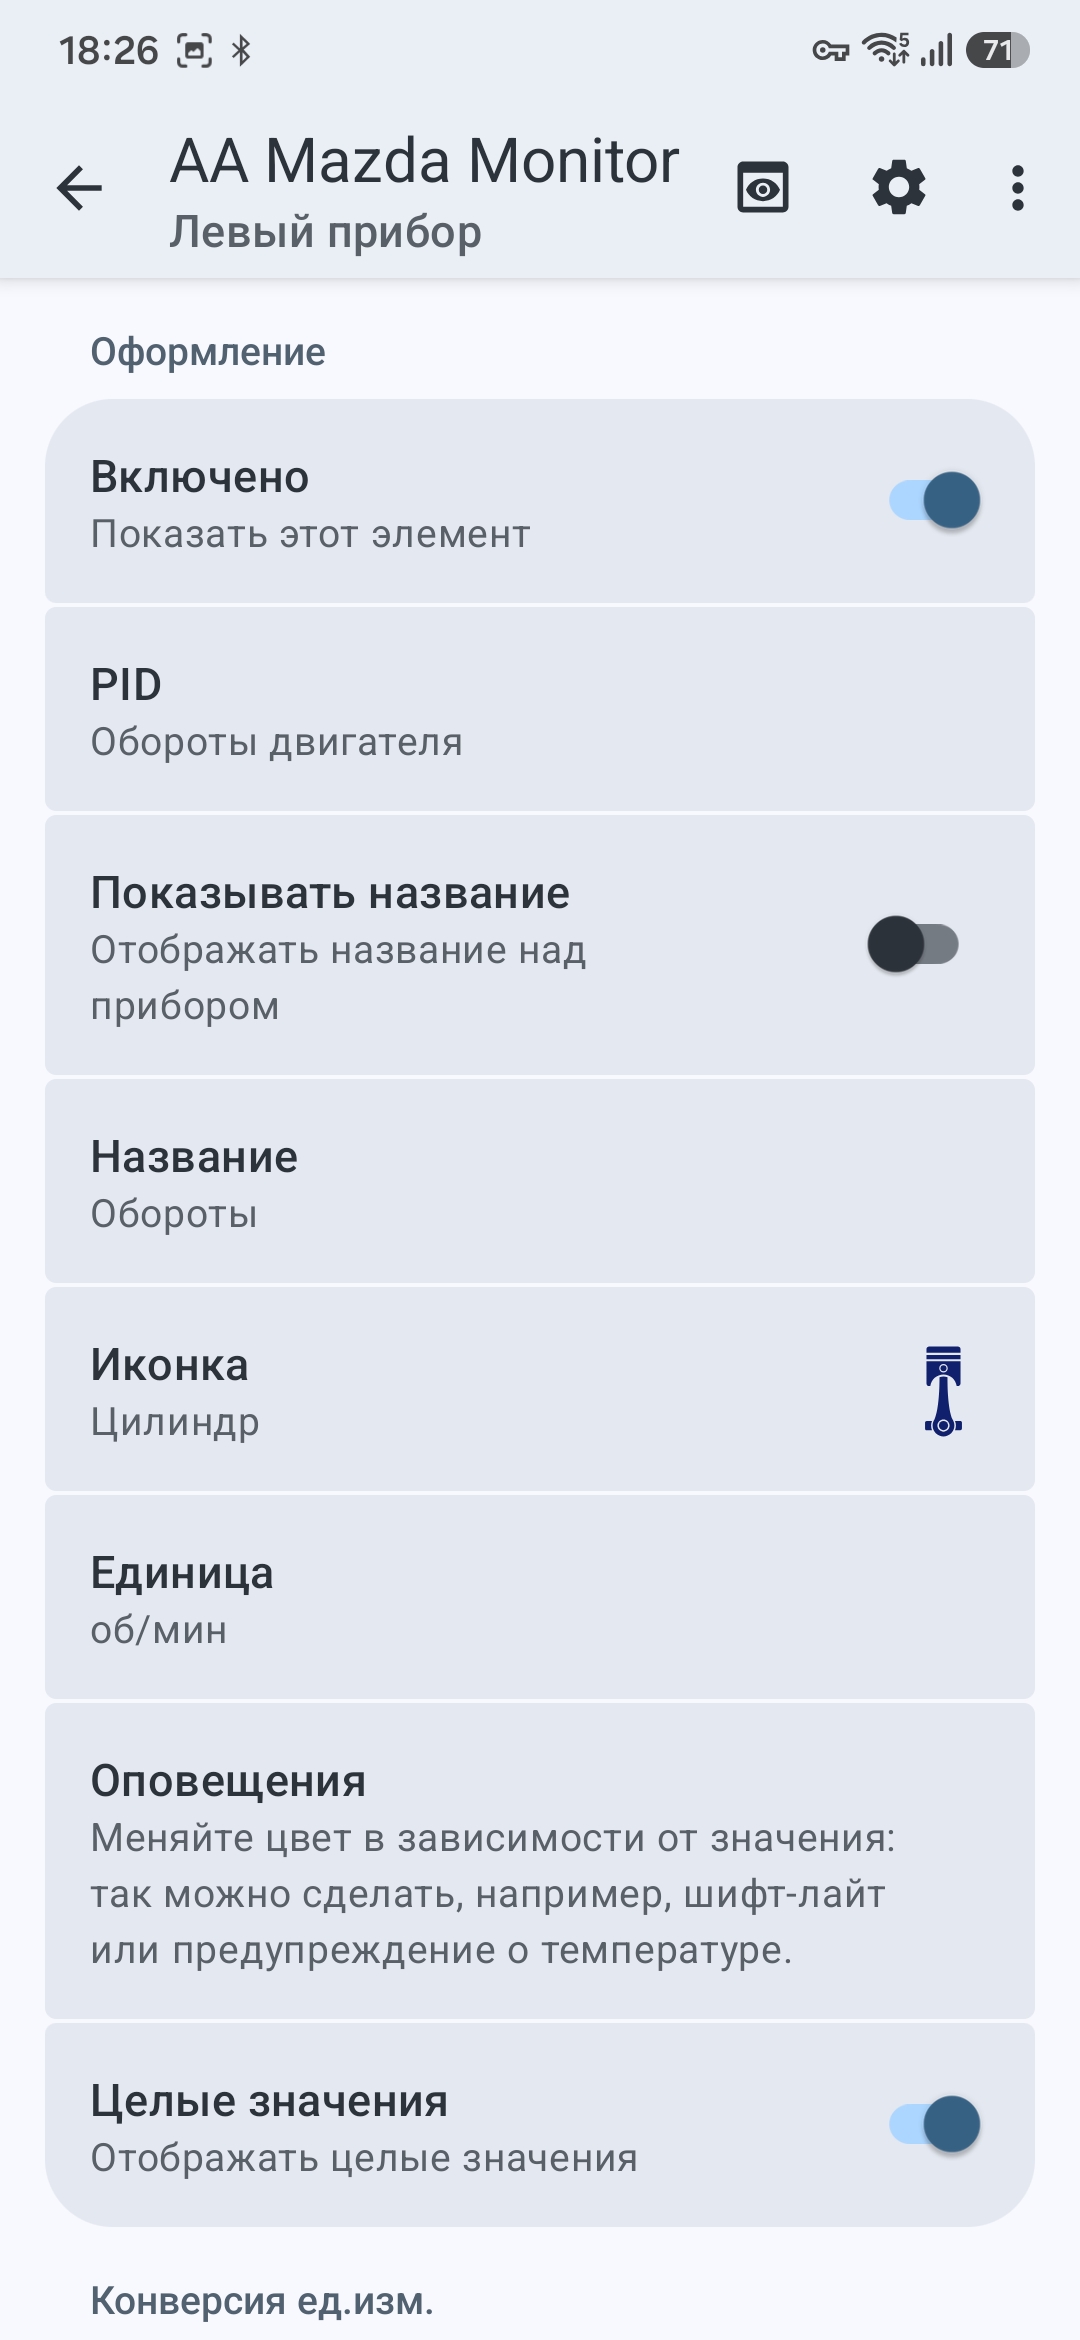 18:26
5
71
AA Mazda Monitor
Левый прибор
Оформление
Включено
Показать этот элемент
PID
Обороты двигателя
Показывать название
Отображать название над
прибором
Название
Обороты
Иконка
Цилиндр
Единица
об/мин
Оповещения
Меняйте цвет в зависимости от значения:
так можно сделать, например, шифт-лайт
или предупреждение о температуре.
Целые значения
Отображать целые значения
Конверсия ед.изм.